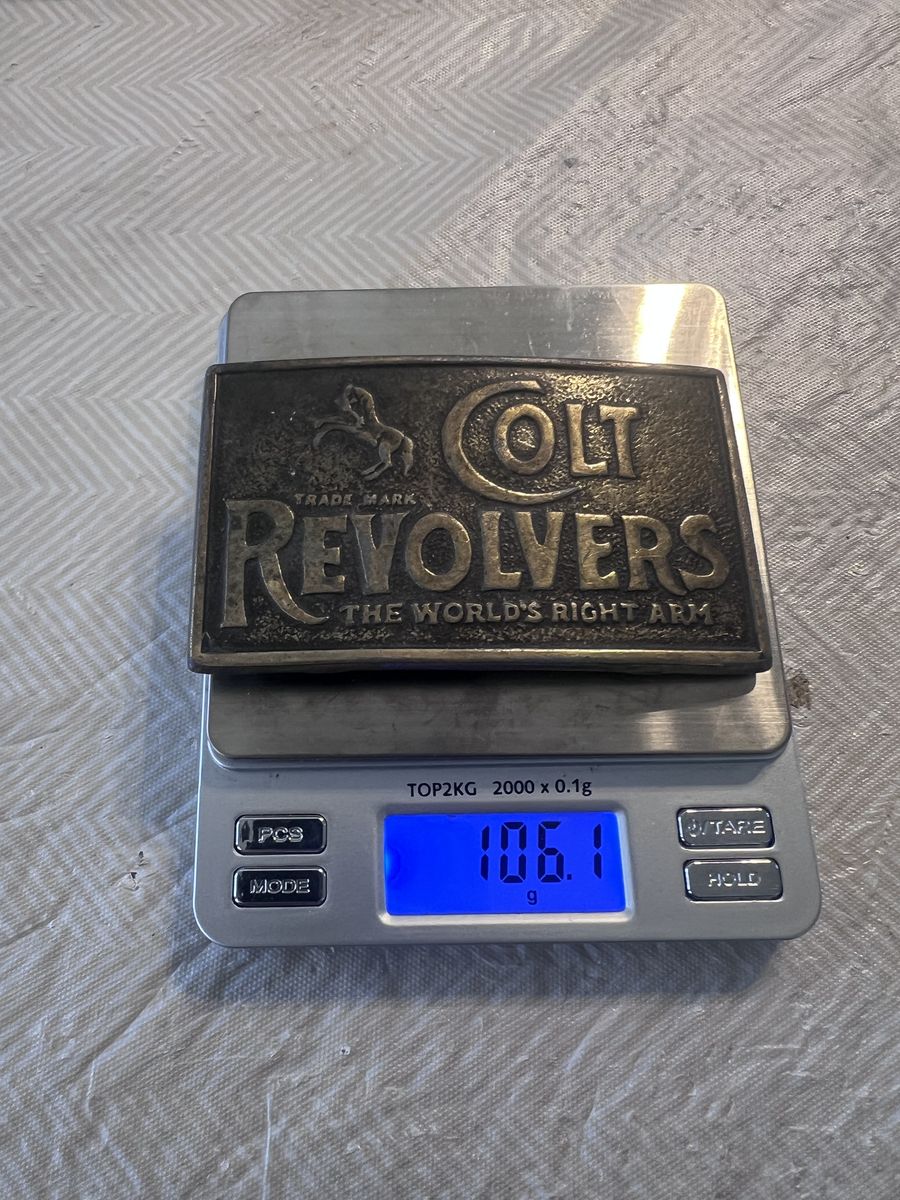 COLT
TRADE MARK
REVOLVERS
THE WORLD'S RIGHT ARM
TOP2KG 2000 x 0.1g
PCS
106.1
g
TARE
MODE
HOLD